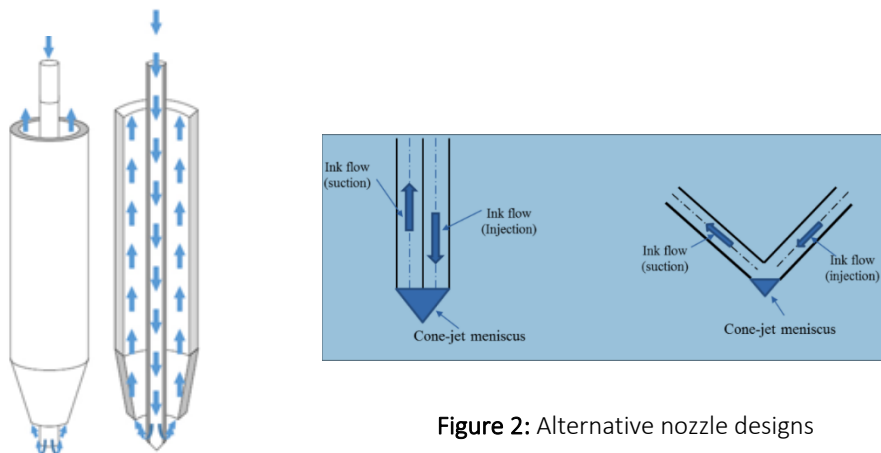 Ink flow
(suction)
Ink flow
(Injection)
Cone-jet meniscus
Ink flow
(suction)
Ink flow
(injection)
Cone-jet meniscus
Figure 2: Alternative nozzle designs